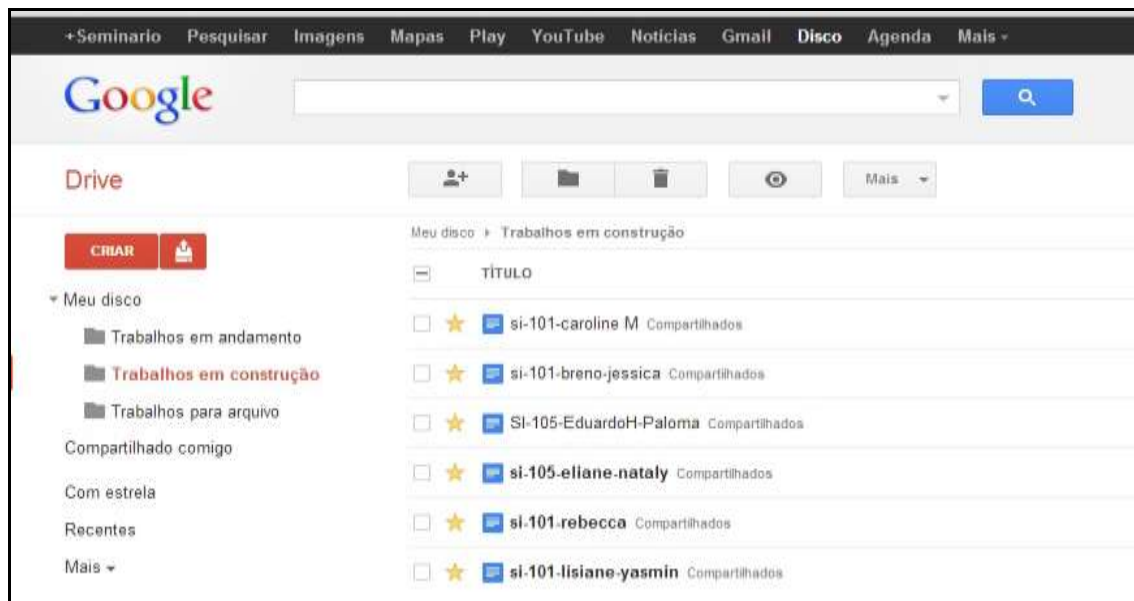 +Seminario Pesquisar Imagens Mapas Play YouTube Notícias Gmail Disco Agenda Mais
Google
Drive
Mais
CRIAR
Meu disco
Trabalhos em andamento
Trabalhos em construção
Trabalhos para arquivo
Compartilhado comigo
Com estrela
Recentes
Mais
Meu disco Trabalhos em construção
TÍTULO
si-101-caroline M Compartilhados
si-101-breno-jessica Compartilhados
SI-105-EduardoH-Paloma Compartilhados
si-105-eliane-nataly Compartilhados
si-101-rebecca Compartilhados
si-101-lisiane-yasmin Compartilhados